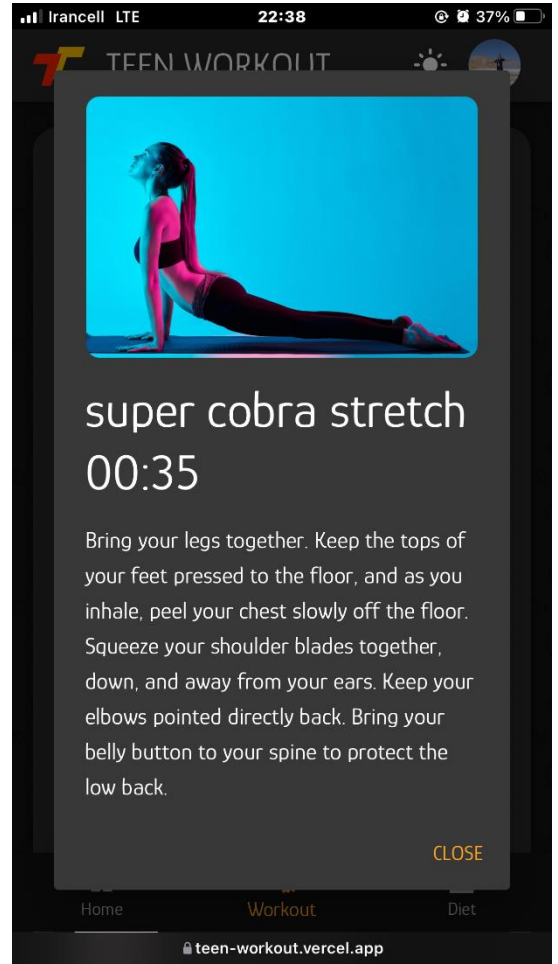 Irancell LTE 22:38 37%
TEEN WORKOUT
super cobra stretch
00:35
Bring your legs together. Keep the tops of
your feet pressed to the floor, and as you
inhale, peel your chest slowly off the floor.
Squeeze your shoulder blades together,
down, and away from your ears. Keep your
elbows pointed directly back. Bring your
belly button to your spine to protect the
low back.
CLOSE
Home Workout Diet
teen-workout.vercel.app